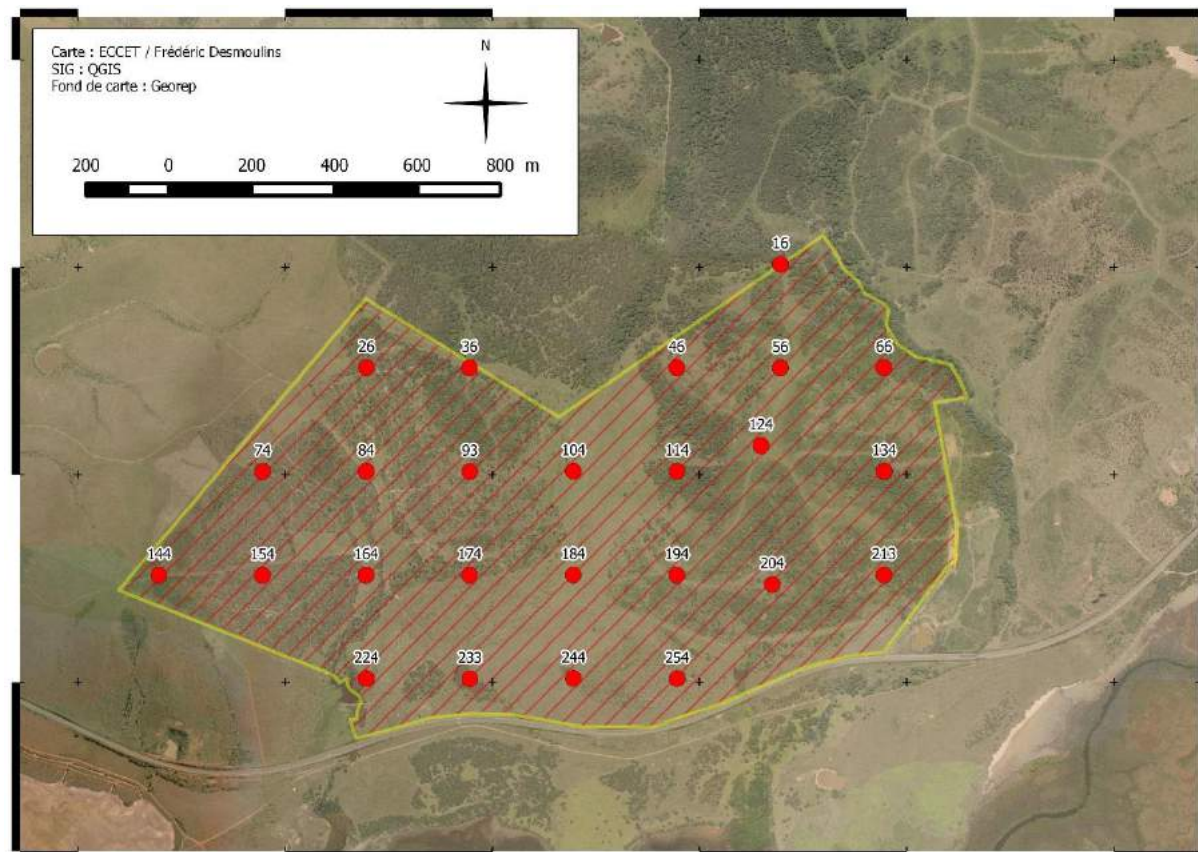 Carte : ECCET / Frédéric Desmoulins
SIG : QGIS
Fond de carte : Georep
N
200 0 200 400 600 800 m
16
26 36 46 56 66
124
74 84 93 104 114 134
144 154 164 174 184 194 204 213
224 233 244 254